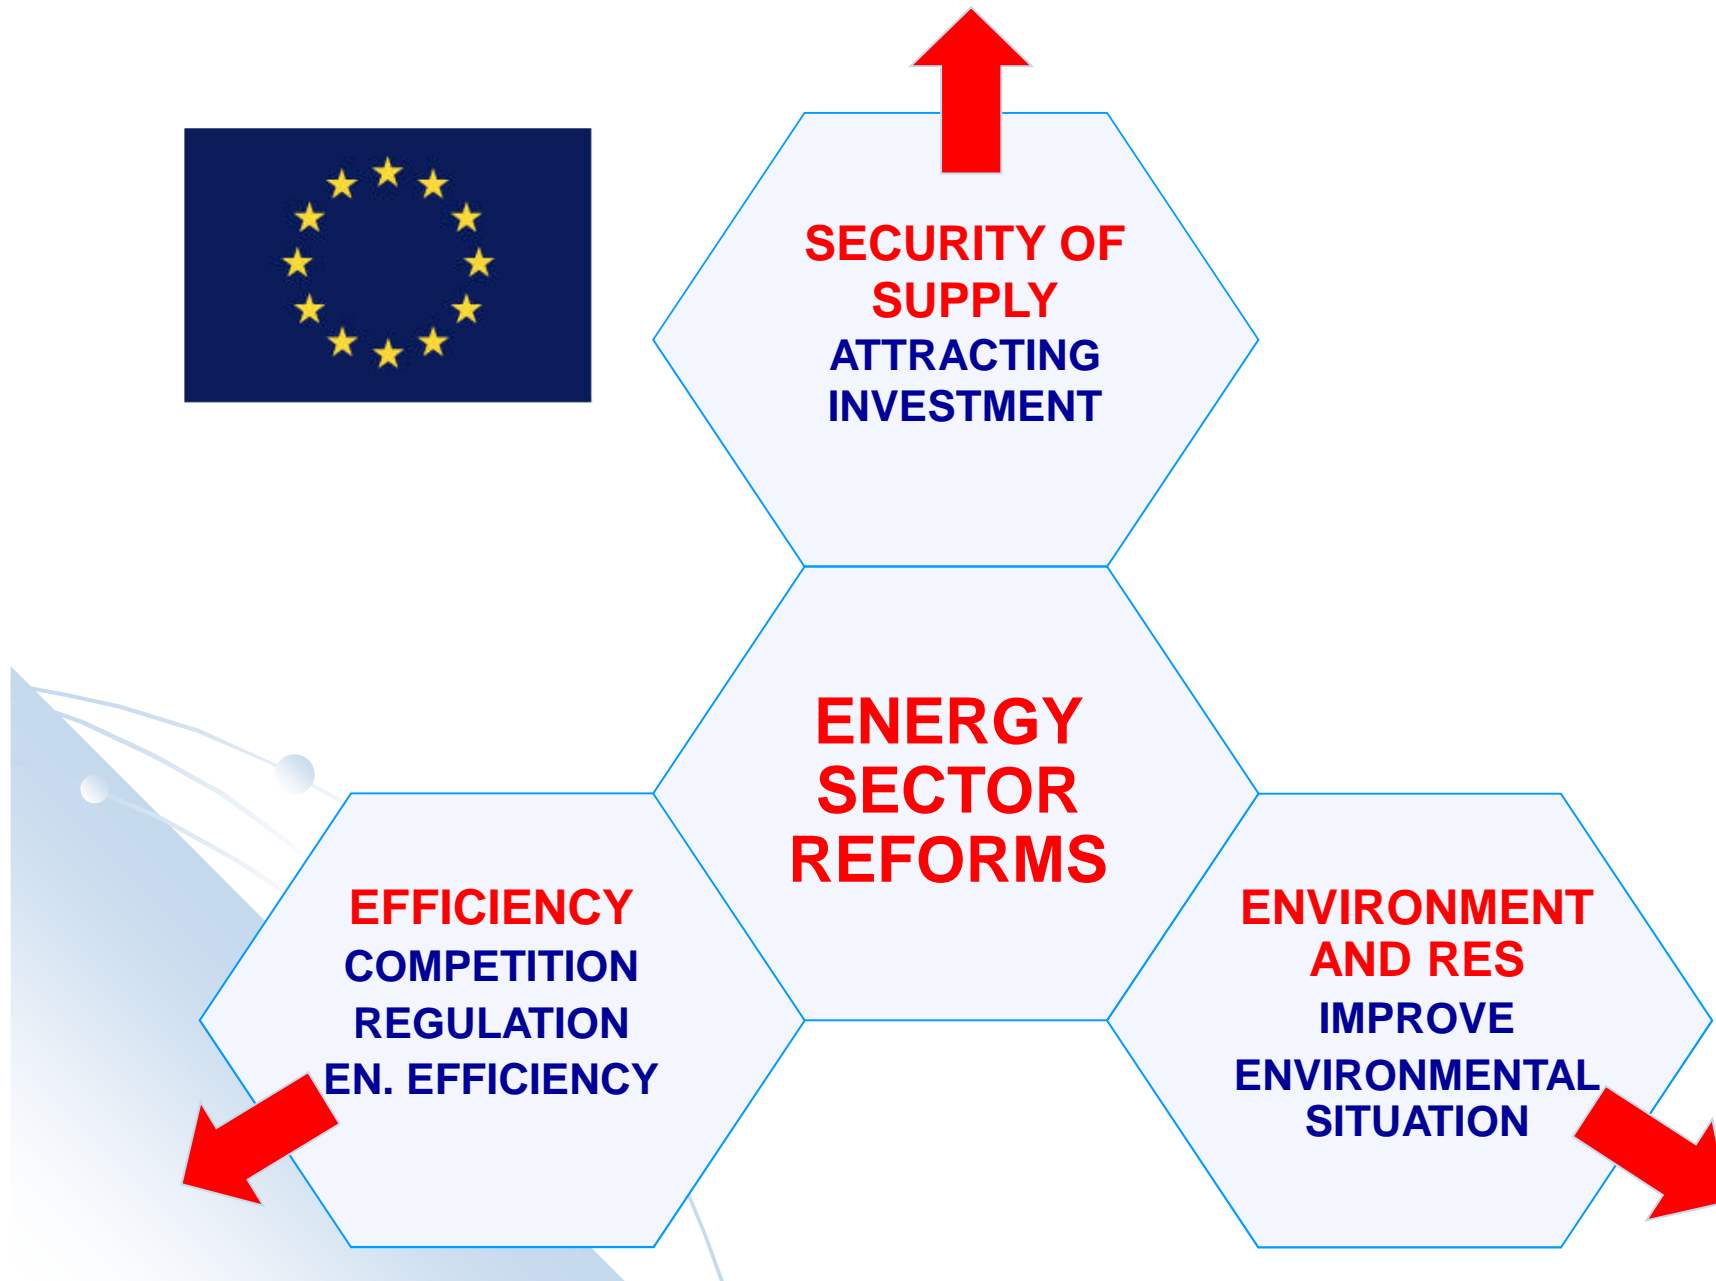 SECURITY OF
SUPPLY
ATTRACTING
INVESTMENT
ENERGY
SECTOR
REFORMS
EFFICIENCY
COMPETITION
REGULATION
EN. EFFICIENCY
ENVIRONMENT
AND RES
IMPROVE
ENVIRONMENTAL
SITUATION